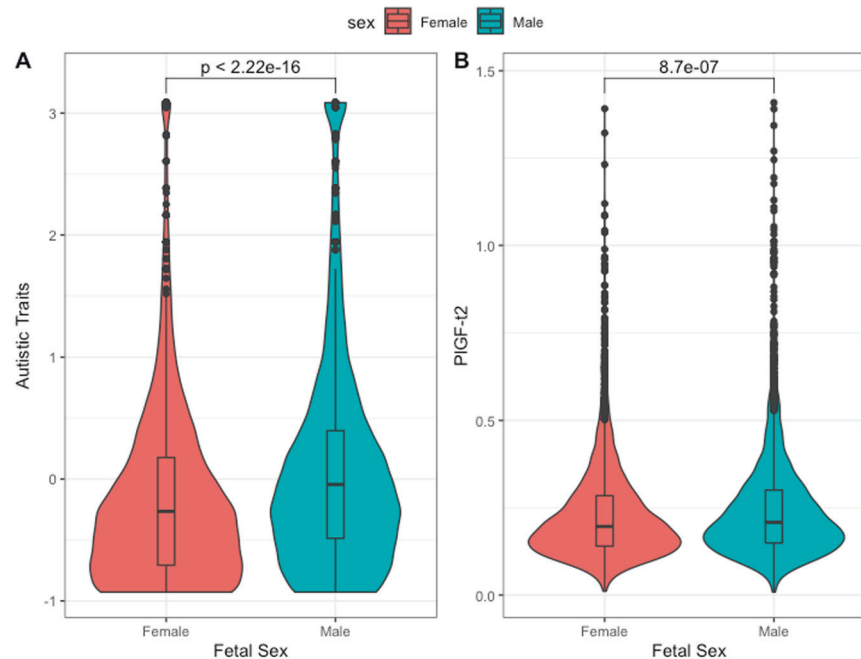 sex Female Male
A
p < 2.22e-16
3
2
1
0
-1
Autistic Traits
Female Male
Fetal Sex
B
8.7e-07
1.5
1.0
0.5
0.0
PlGF-t2
Female Male
Fetal Sex